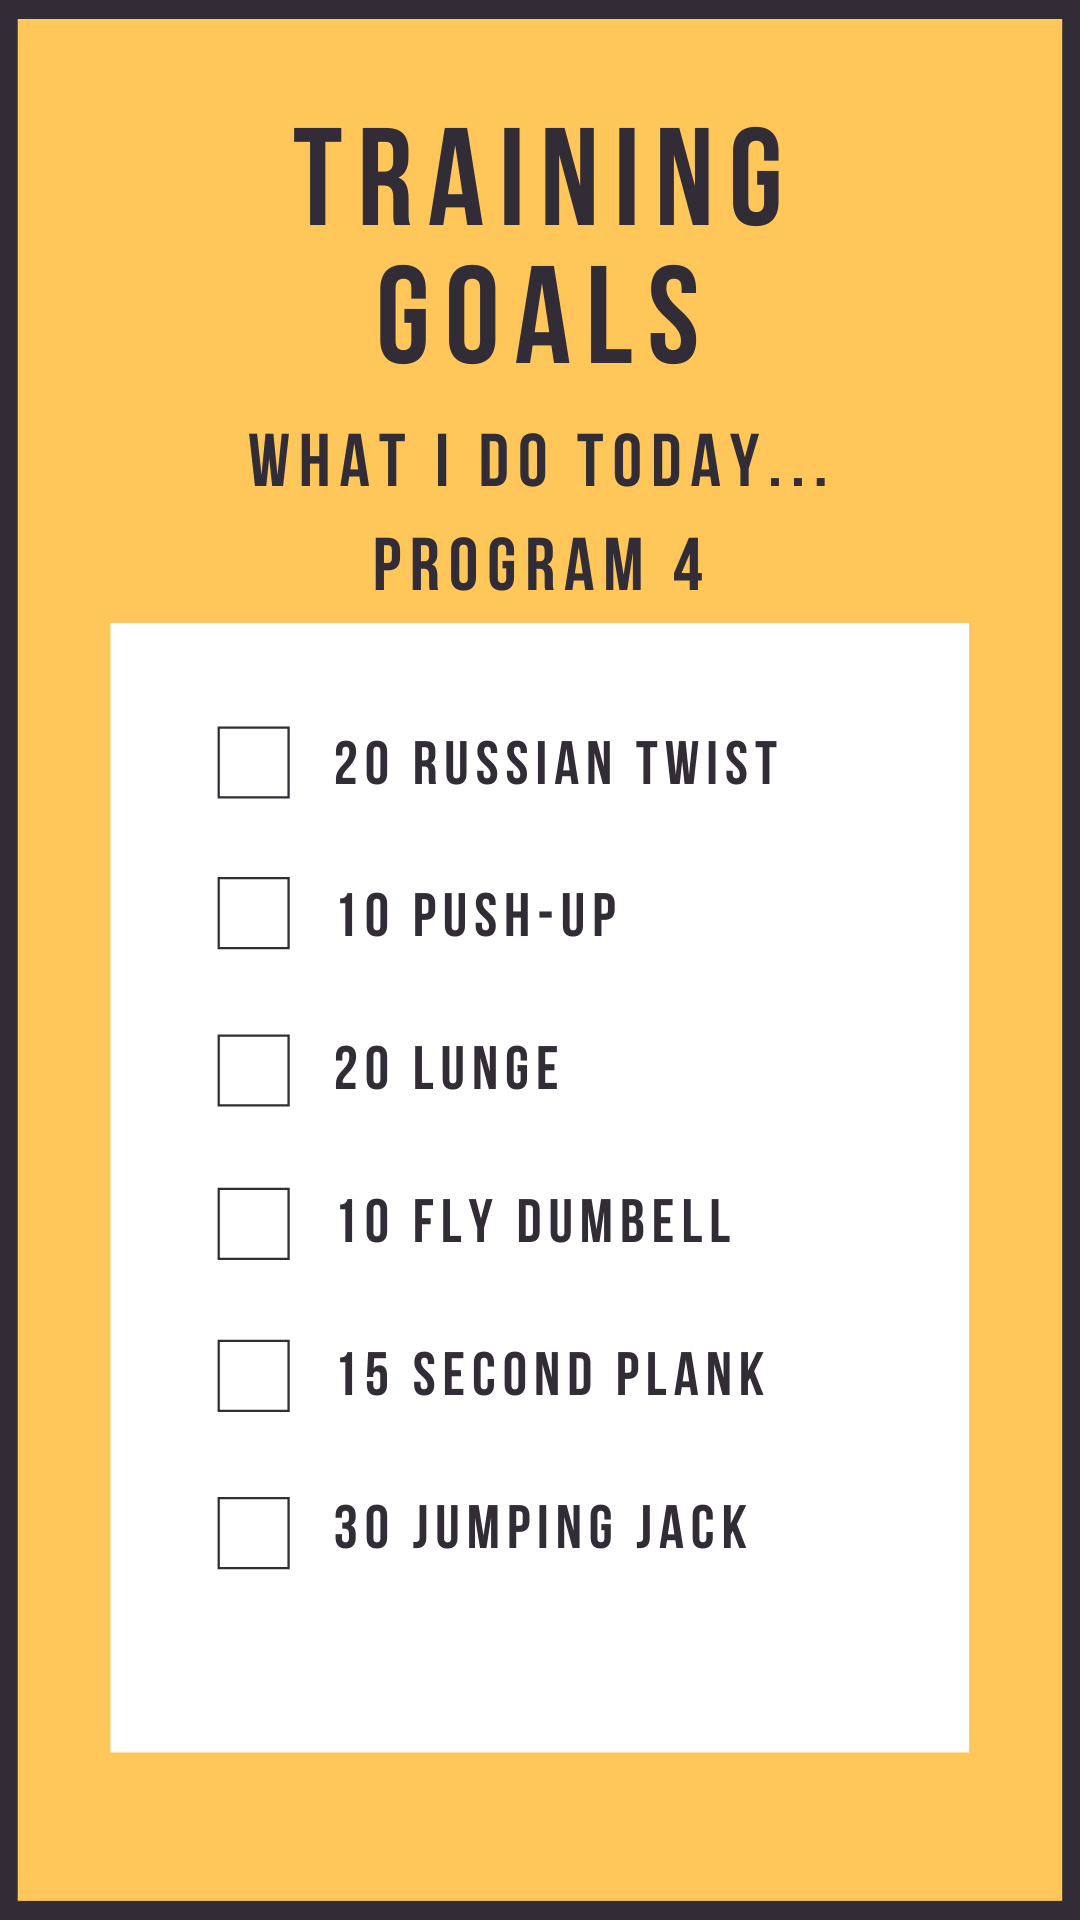 TRAINING
GOALS
WHAT I DO TODAY...
PROGRAM 4
20 RUSSIAN TWIST
10 PUSH-UP
20 LUNGE
10 FLY DUMBELL
15 SECOND PLANK
30 JUMPING JACK